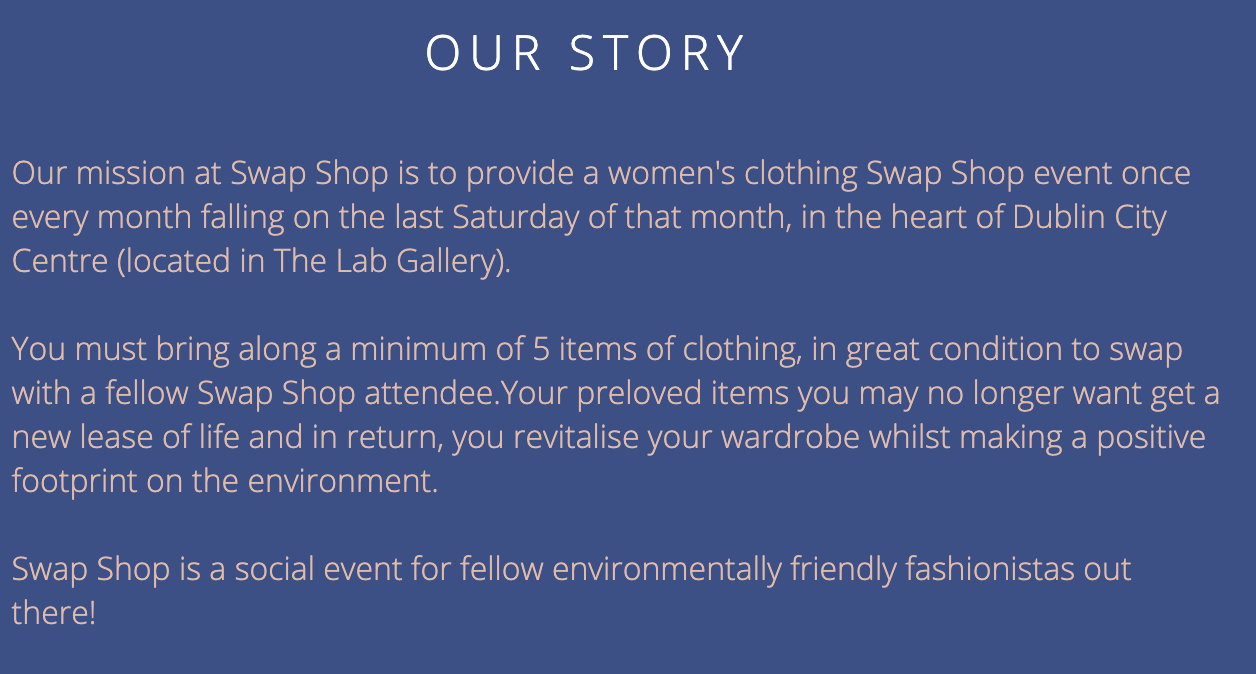 OUR STORY
Our mission at Swap Shop is to provide a women's clothing Swap Shop event once
every month falling on the last Saturday of that month, in the heart of Dublin City
Centre (located in The Lab Gallery).
You must bring along a minimum of 5 items of clothing, in great condition to swap
with a fellow Swap Shop attendee.Your preloved items you may no longer want get a
new lease of life and in return, you revitalise your wardrobe whilst making a positive
footprint on the environment.
Swap Shop is a social event for fellow environmentally friendly fashionistas out
there!